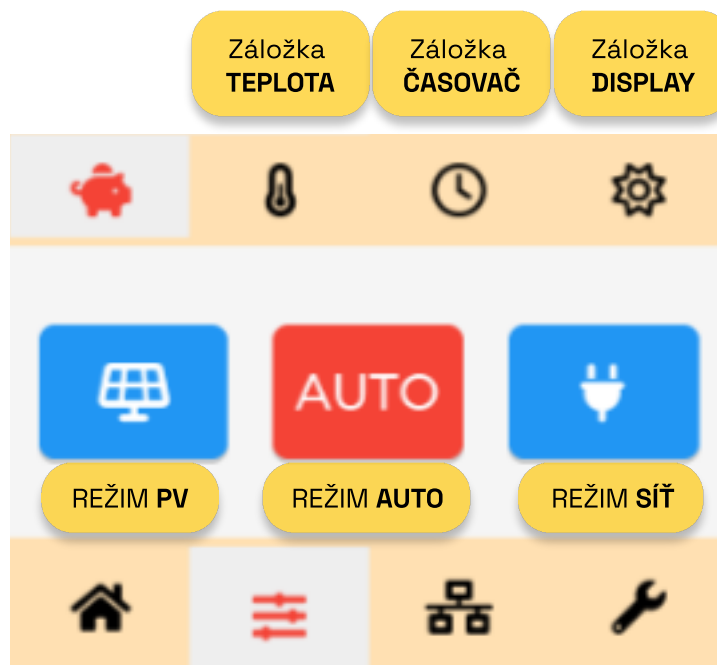 Záložka
TEPLOTA
Záložka
ČASOVAČ
Záložka
DISPLAY
AUTO
REŽIM PV
REŽIM AUTO
REŽIM SÍŤ